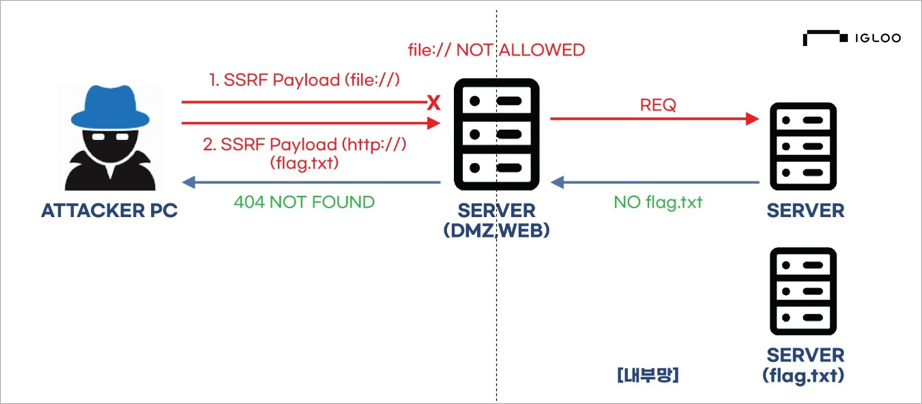 IGLOO
file:// NOT ALLOWED
1. SSRF Payload (file://)
X
REQ
2. SSRF Payload (http://)
(flag.txt)
404 NOT FOUND
NO flag.txt
ATTACKER PC
SERVER
(DMZ,WEB)
SERVER
SERVER
(flag.txt)
[내부망]